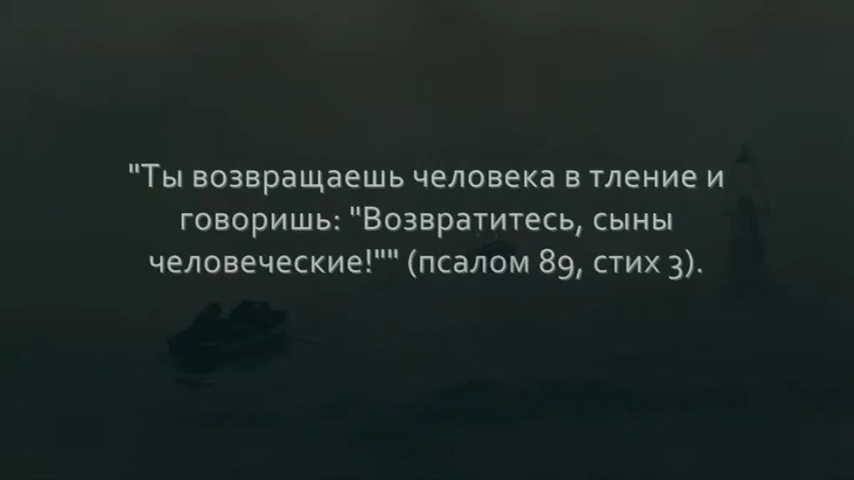 "Ты возвращаешь человека в тление и
говоришь: "Возвратитесь, сыны
человеческие!"" (псалом 89, стих 3).